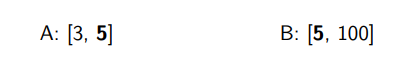 A: [3, 5] B: [5, 100]